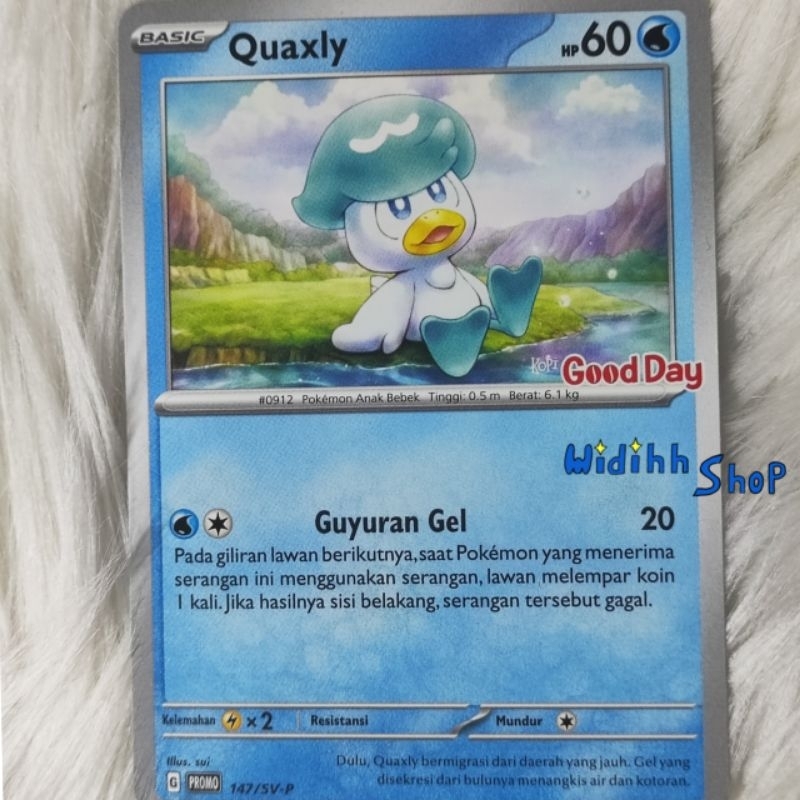 BASIC Quaxly HP 60
KOPI Good Day
#0912 Pokémon Anak Bebek Tinggi: 0.5 m Berat: 6.1 kg
Widihh Shop
Guyuran Gel 20
Pada giliran lawan berikutnya, saat Pokémon yang menerima
serangan ini menggunakan serangan, lawan melempar koin
1 kali. Jika hasilnya sisi belakang, serangan tersebut gagal.
Kelemahan ×2 Resistansi Mundur
Illus. sui
Dulu, Quaxly bermigrasi dari daerah yang jauh. Gel yang
disekresi dari bulunya menangkis air dan kotoran.
G PROMO 147/SV-P